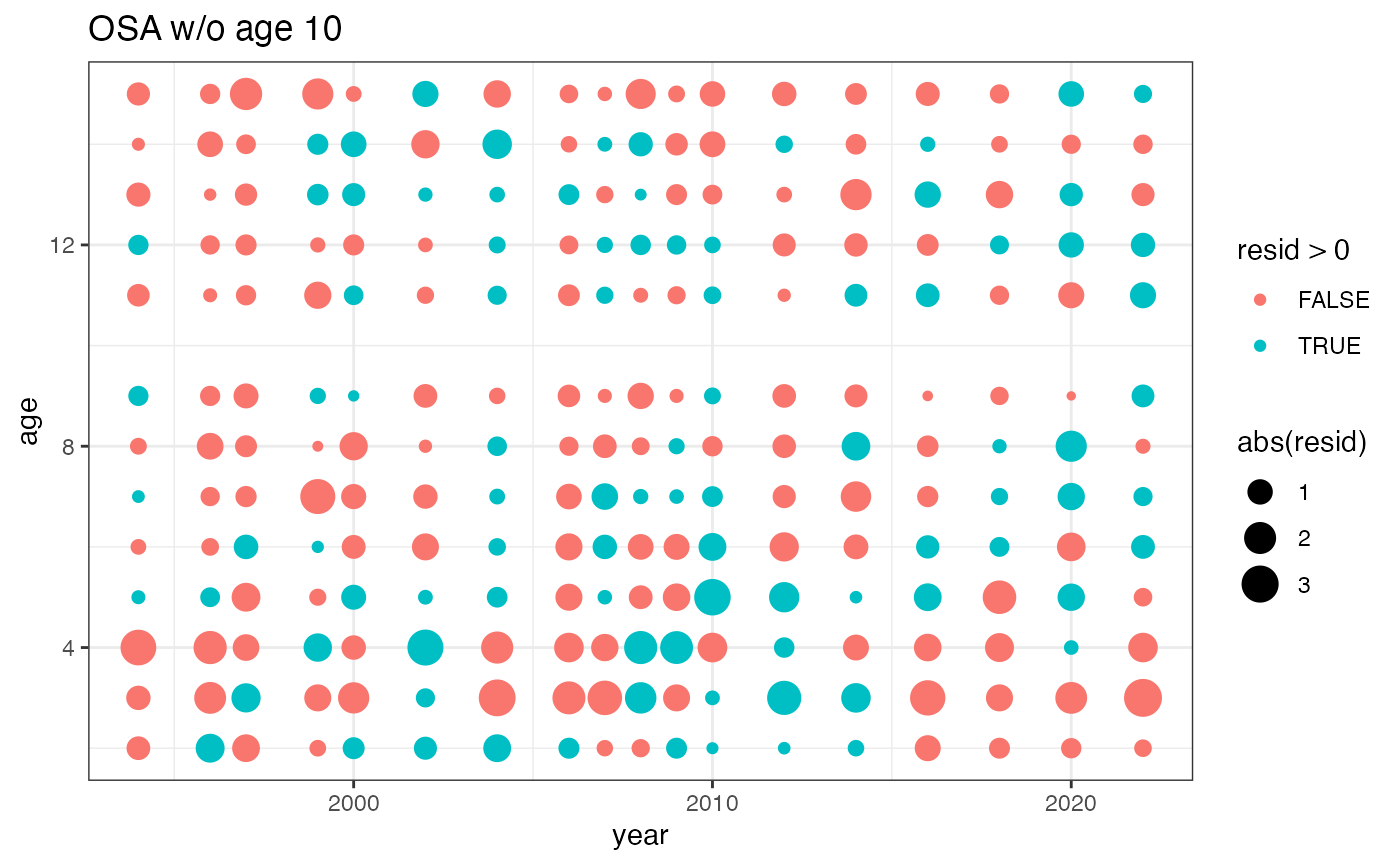 OSA w/o age 10
12
8
4
age
2000
2010
2020
year
resid > 0
FALSE
TRUE
abs(resid)
1
2
3